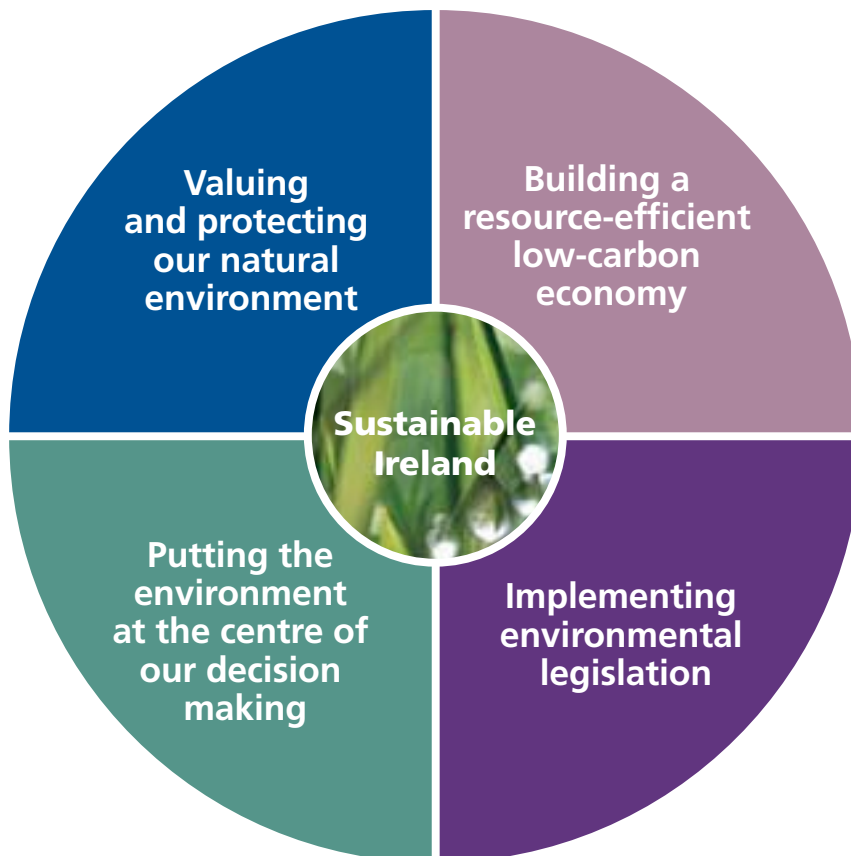 Valuing
and protecting
our natural
environment
Building a
resource-efficient
low-carbon
economy
Sustainable
Ireland
Putting the
environment
at the centre of
our decision
making
Implementing
environmental
legislation